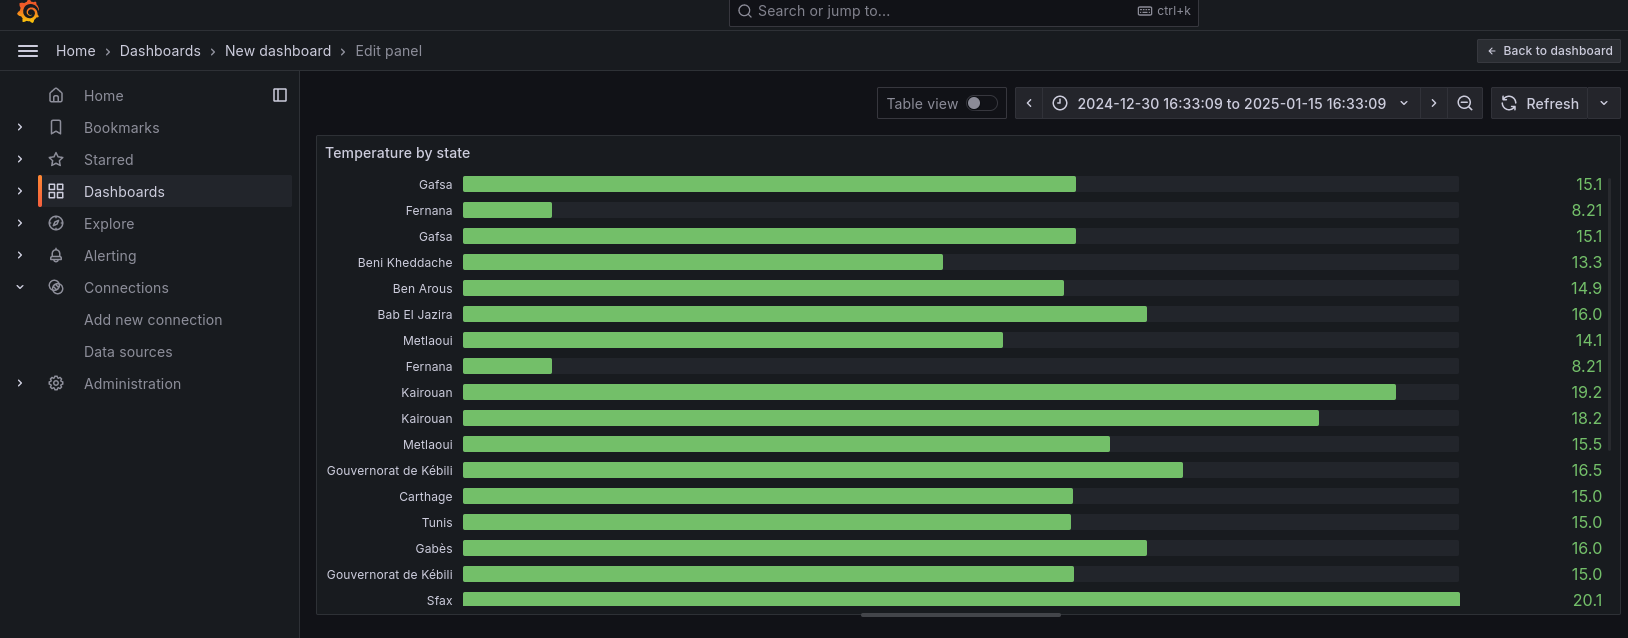 Search or jump to... ctrl+k
Home › Dashboards › New dashboard › Edit panel
Back to dashboard
Home
Bookmarks
Starred
Dashboards
Explore
Alerting
Connections
Add new connection
Data sources
Administration
Table view
2024-12-30 16:33:09 to 2025-01-15 16:33:09
Refresh
Temperature by state
Gafsa 15.1
Fernana 8.21
Gafsa 15.1
Beni Kheddache 13.3
Ben Arous 14.9
Bab El Jazira 16.0
Metlaoui 14.1
Fernana 8.21
Kairouan 19.2
Kairouan 18.2
Metlaoui 15.5
Gouvernorat de Kébili 16.5
Carthage 15.0
Tunis 15.0
Gabès 16.0
Gouvernorat de Kébili 15.0
Sfax 20.1